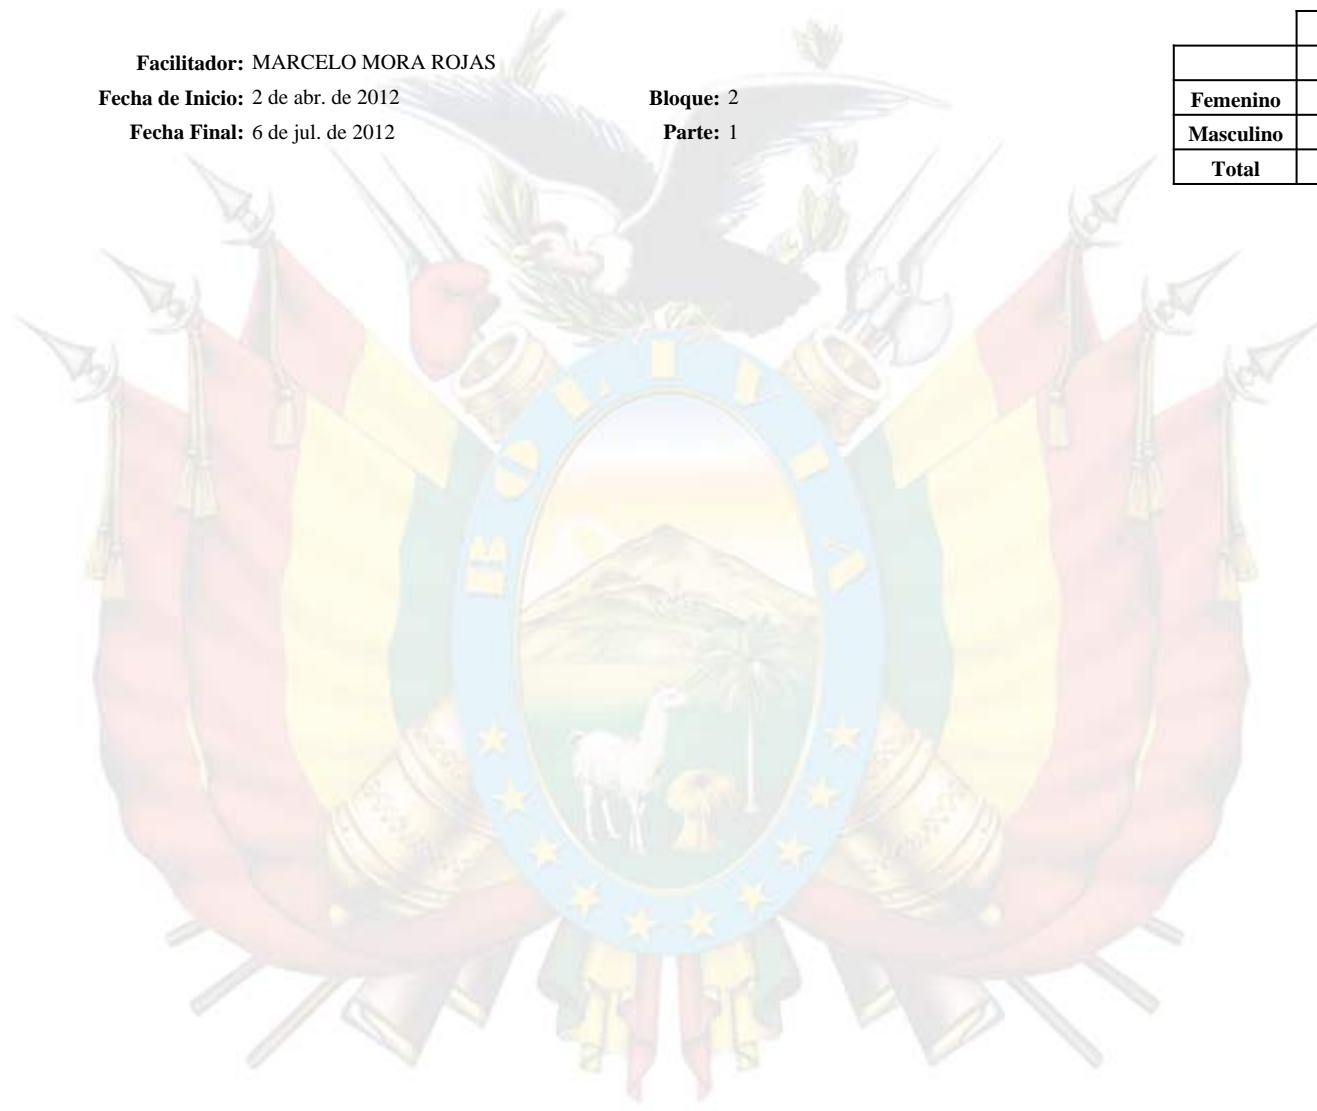 Facilitador: MARCELO MORA ROJAS
Fecha de Inicio: 2 de abr. de 2012 Bloque: 2
Fecha Final: 6 de jul. de 2012 Parte: 1
Femenino
Masculino
Total
BOLIVIA